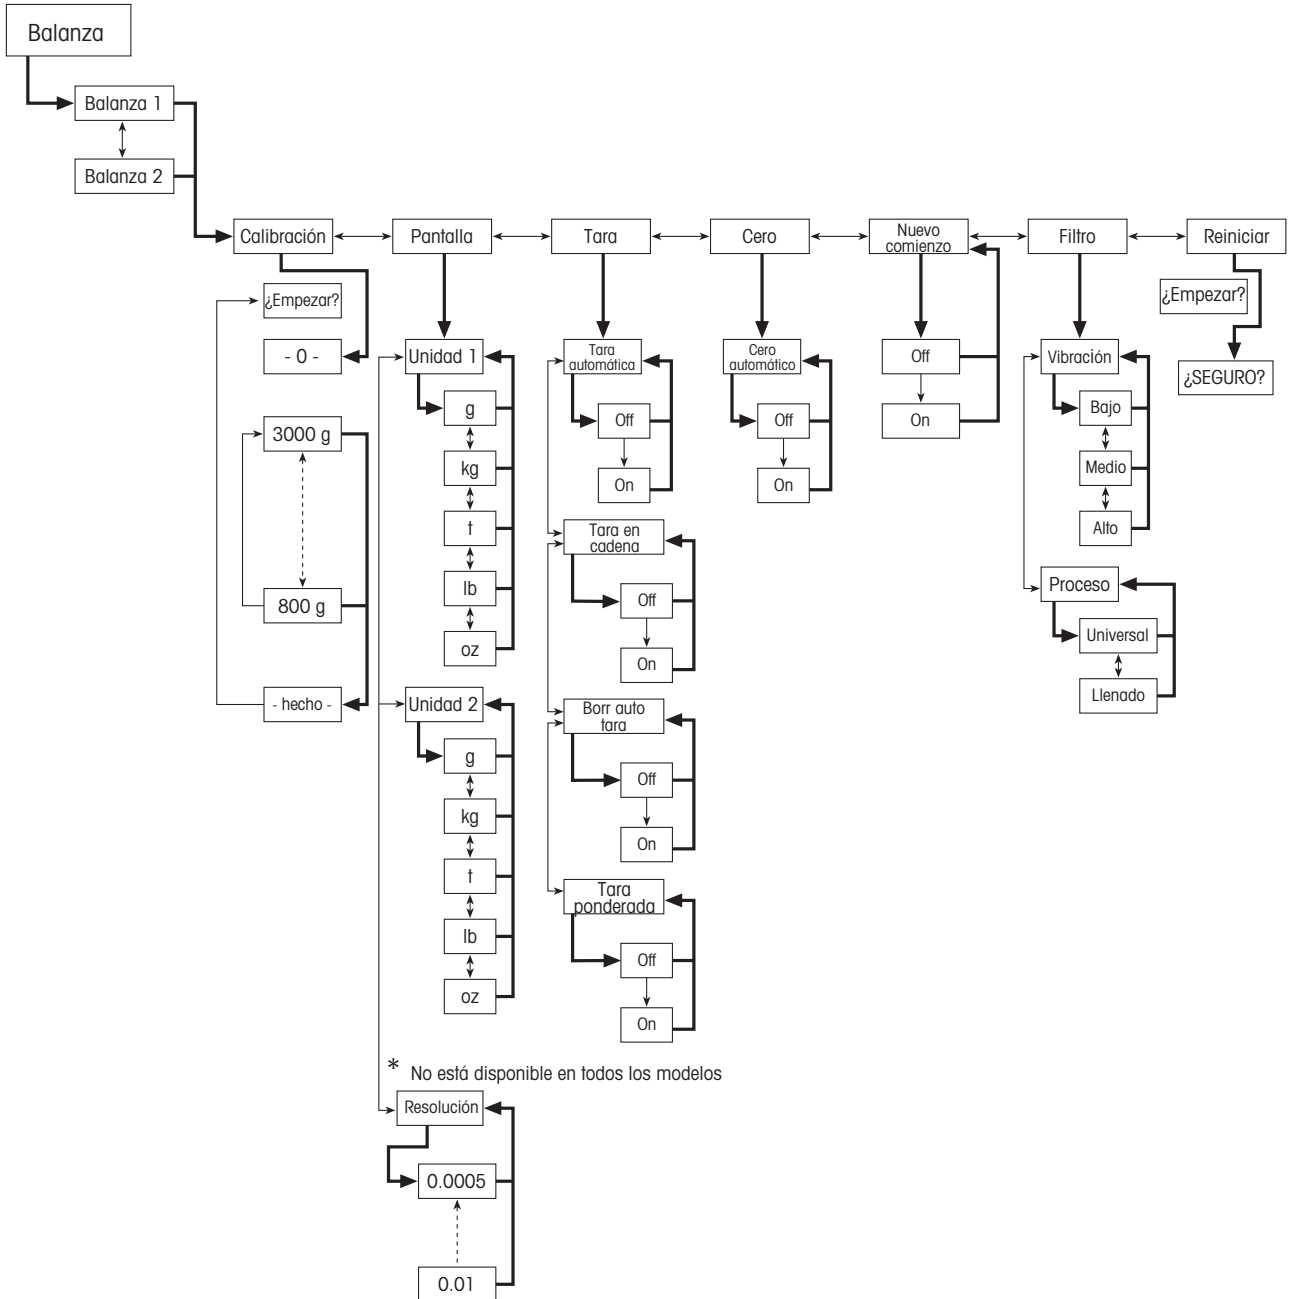 Balanza
Balanza 1
Balanza 2
Calibración
Pantalla
Tara
Cero
Nuevo
comienzo
Filtro
Reiniciar
¿Empezar?
- 0 -
3000 g
800 g
- hecho -
Unidad 1
g
kg
t
lb
oz
Unidad 2
g
kg
t
lb
oz
* No está disponible en todos los modelos
Resolución
0.0005
0.01
Tara
automática
Off
On
Tara en
cadena
Off
On
Borr auto
tara
Off
On
Tara
ponderada
Off
On
Cero
automático
Off
On
Off
On
Vibración
Bajo
Medio
Alto
Proceso
Universal
Llenado
¿Empezar?
¿SEGURO?